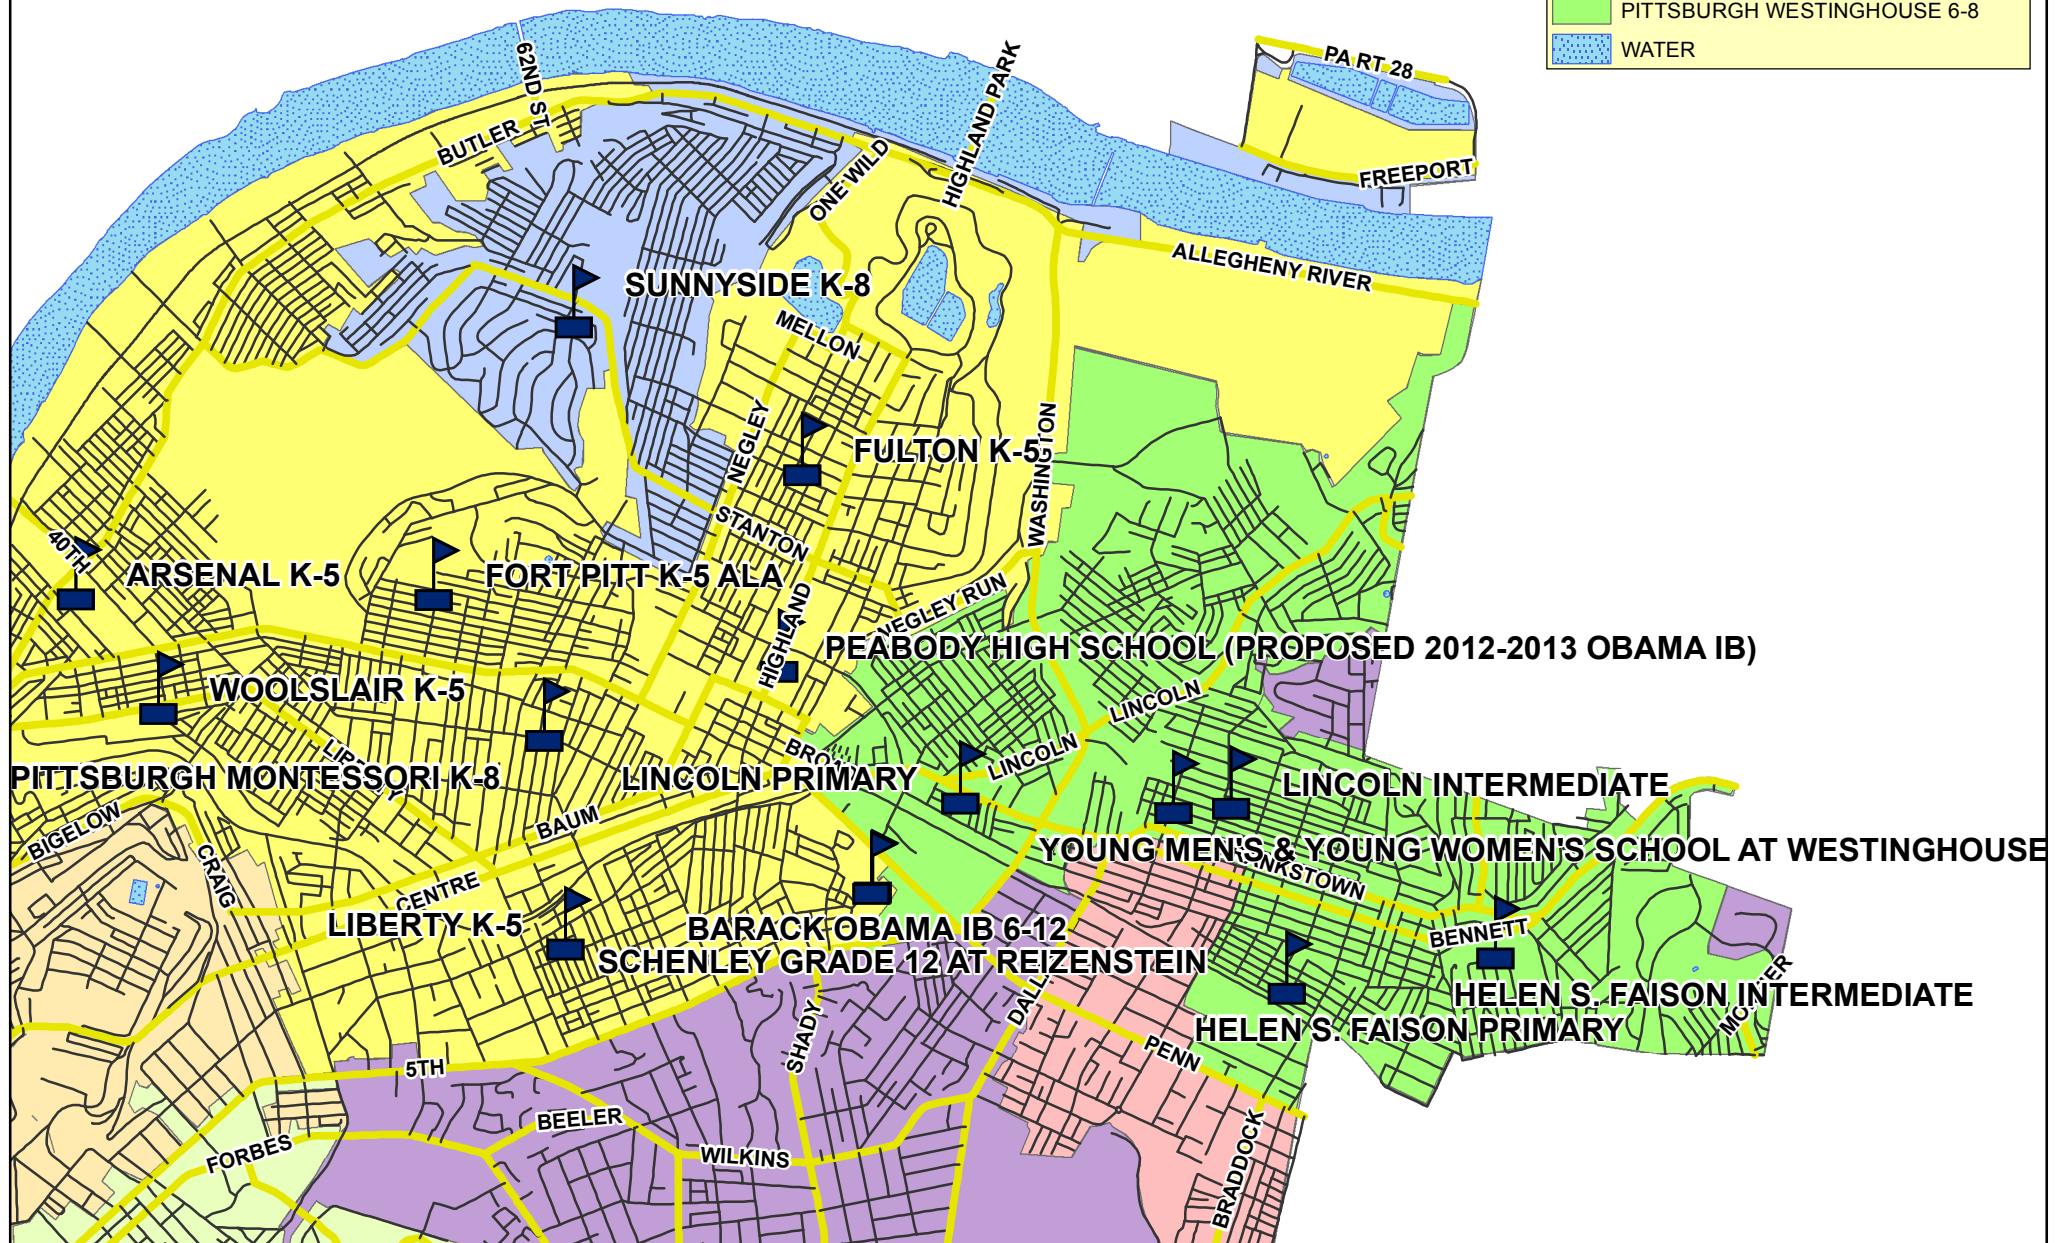 PITTSBURGH WESTINGHOUSE 6-8
WATER
62ND ST
HIGHLAND PARK
PA RT 28
BUTLER
ONE WILD
FREEPORT
ALLEGHENY RIVER
SUNNYSIDE K-8
MELLON
NEGLEY
FULTON K-5
WASHINGTON
STANTON
40TH
ARSENAL K-5
FORT PITT K-5 ALA
HIGHLAND
NEGLEY RUN
PEABODY HIGH SCHOOL (PROPOSED 2012-2013 OBAMA IB)
WOOLSLAIR K-5
LINCOLN
LIBERTY
PITTSBURGH MONTESSORI K-8
LINCOLN PRIMARY
LINCOLN
LINCOLN INTERMEDIATE
BIGELOW
BAUM
CRAIG
YOUNG MEN'S & YOUNG WOMEN'S SCHOOL AT WESTINGHOUSE
CENTRE
LIBERTY K-5
BARACK OBAMA IB 6-12
SCHENLEY GRADE 12 AT REIZENSTEIN
BENNETT
HELEN S. FAISON INTERMEDIATE
HELEN S. FAISON PRIMARY
SHADY
PENN
5TH
BEELER
FORBES
WILKINS
BRADDOCK